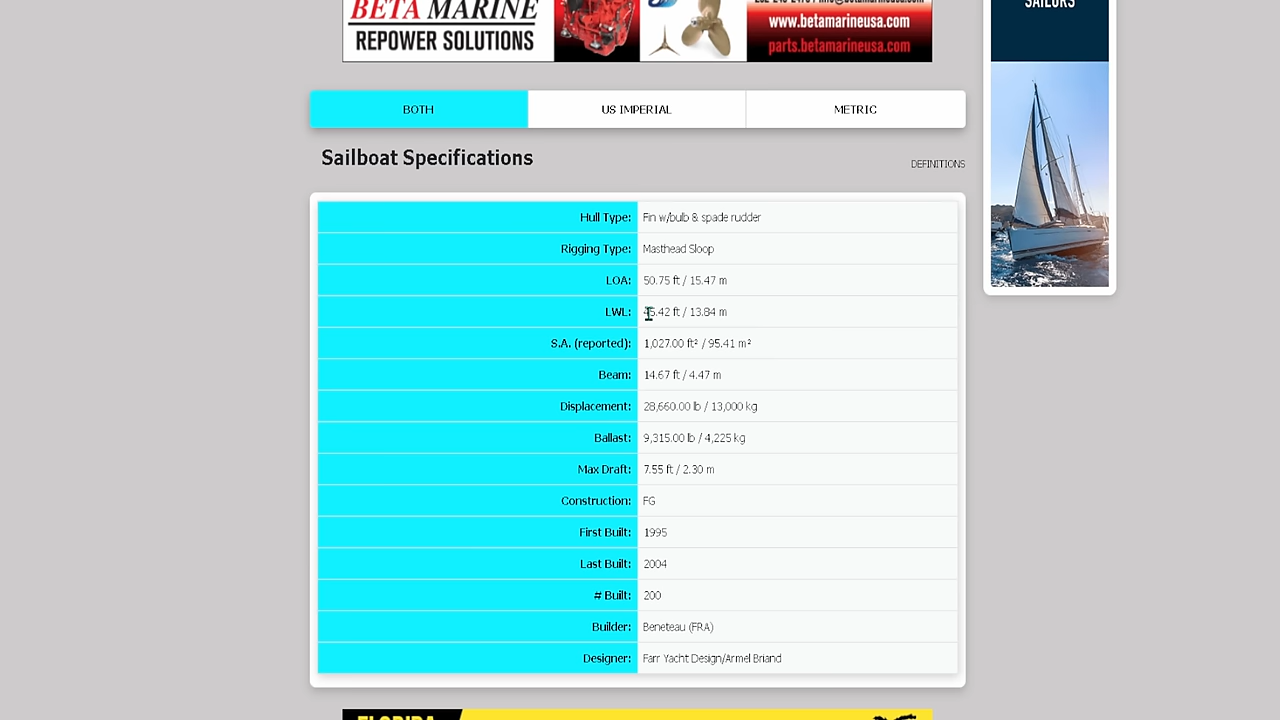 BETA MARINE
REPOWER SOLUTIONS
www.betamarineusa.com
parts.betamarineusa.com
SAILORS
BOTH
US IMPERIAL
METRIC
Sailboat Specifications
DEFINITIONS
Hull Type: Fin w/bulb & spade rudder
Rigging Type: Masthead Sloop
LOA: 50.75 ft / 15.47 m
LWL: 45.42 ft / 13.84 m
S.A. (reported): 1,027.00 ft² / 95.41 m²
Beam: 14.67 ft / 4.47 m
Displacement: 28,660.00 lb / 13,000 kg
Ballast: 9,315.00 lb / 4,225 kg
Max Draft: 7.55 ft / 2.30 m
Construction: FG
First Built: 1995
Last Built: 2004
# Built: 200
Builder: Beneteau (FRA)
Designer: Farr Yacht Design/Armel Briand
FLORIDA